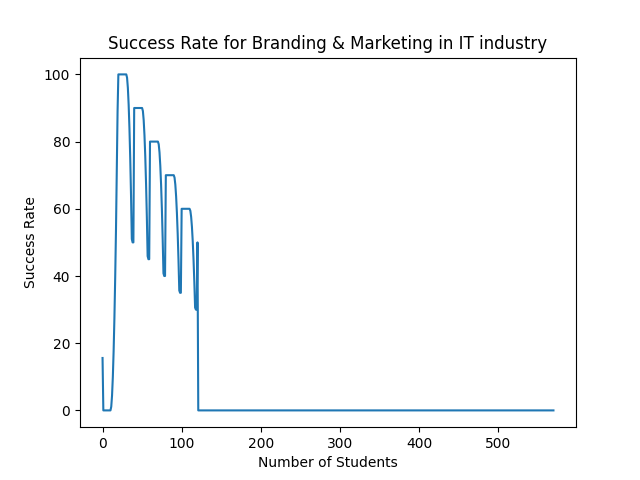 Success Rate for Branding & Marketing in IT industry
100
80
60
40
20
0
Success Rate
0 100 200 300 400 500
Number of Students